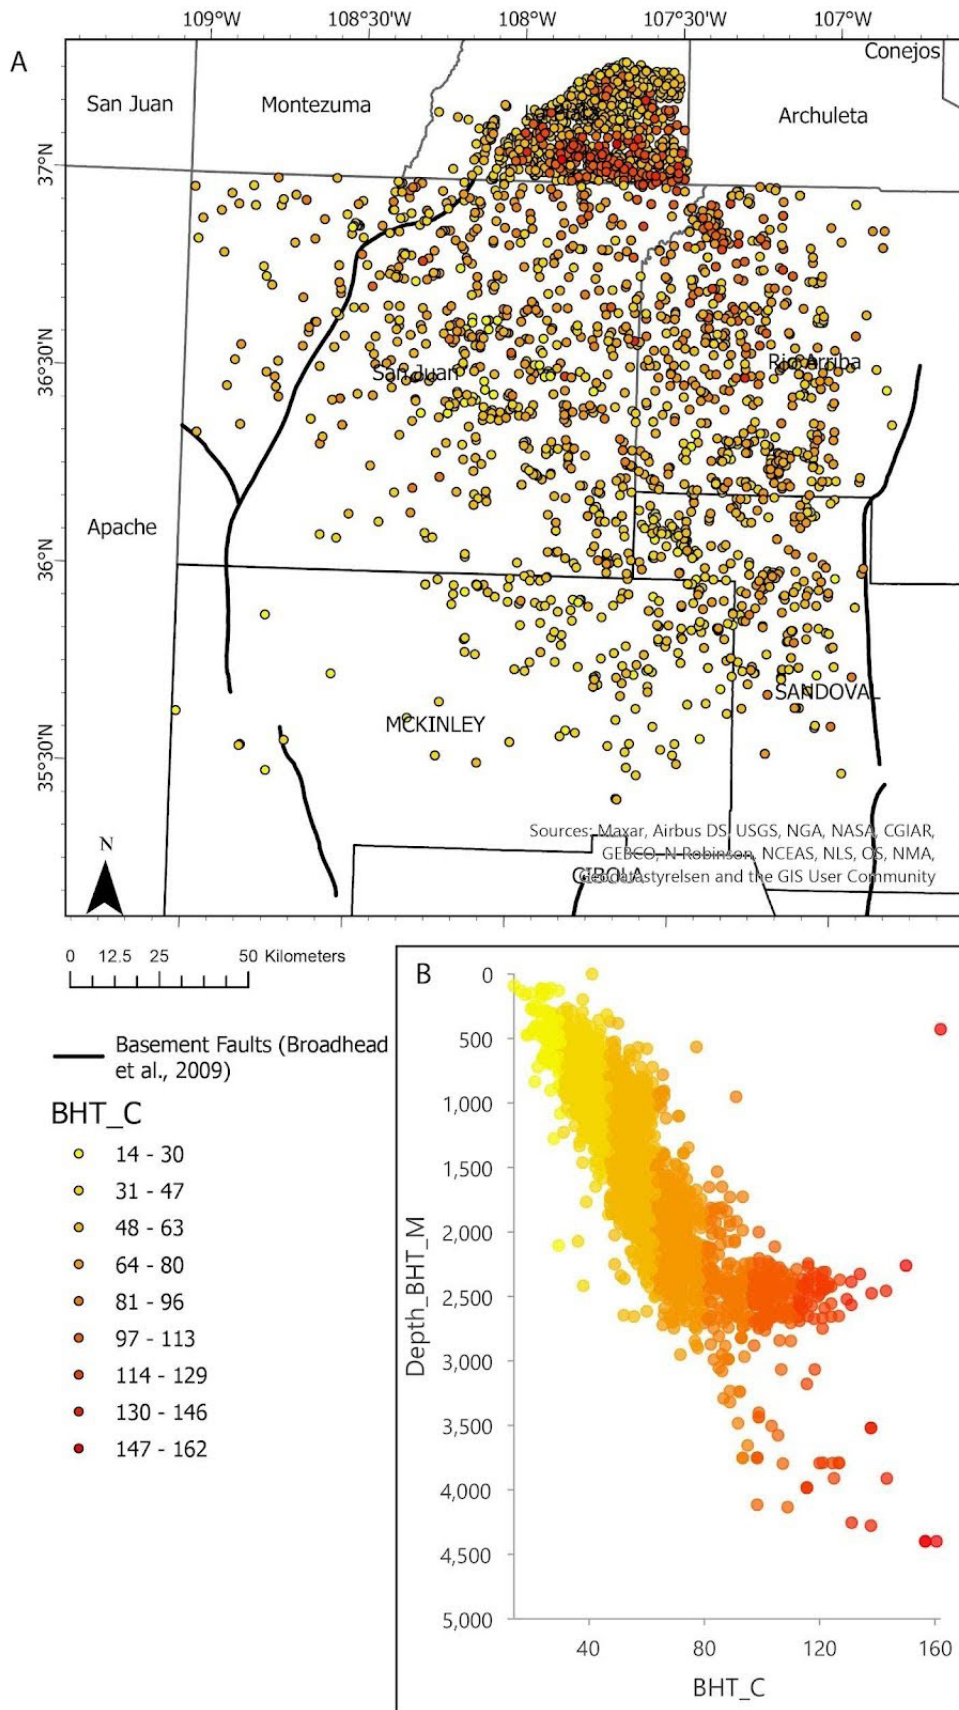 109°W 108°30'W 108°W 107°30'W 107°W
A
Conejos
San Juan
Montezuma
La Plata
Archuleta
37°N
36°30'N
San Juan
Rio Arriba
Apache
36°N
SANDOVAL
MCKINLEY
35°30'N
N
Sources: Maxar, Airbus DS, USGS, NGA, NASA, CGIAR,
GEBCO, N Robinson, NCEAS, NLS, OS, NMA,
Geodatastyrelsen and the GIS User Community
CIBOLA
0 12.5 25 50 Kilometers
Basement Faults (Broadhead
et al., 2009)
BHT_C
14 - 30
31 - 47
48 - 63
64 - 80
81 - 96
97 - 113
114 - 129
130 - 146
147 - 162
B
Depth_BHT_M
0
500
1,000
1,500
2,000
2,500
3,000
3,500
4,000
4,500
5,000
40 80 120 160
BHT_C